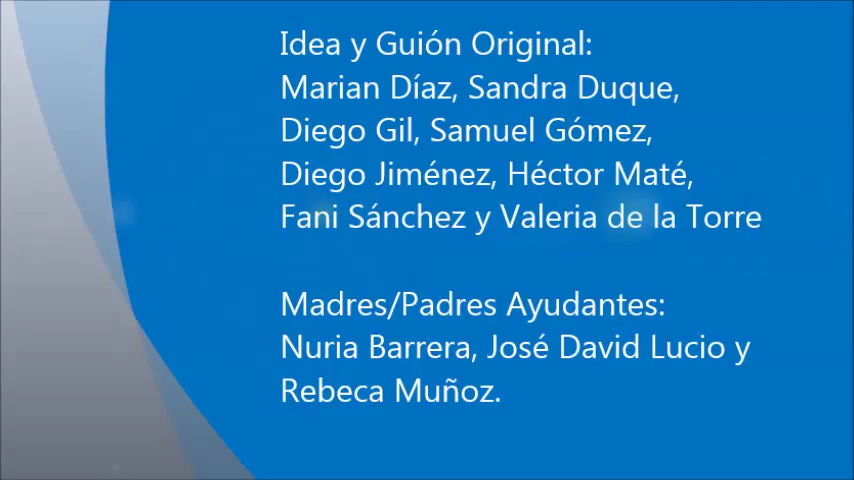 Idea y Guión Original:
Marian Díaz, Sandra Duque,
Diego Gil, Samuel Gómez,
Diego Jiménez, Héctor Maté,
Fani Sánchez y Valeria de la Torre
Madres/Padres Ayudantes:
Nuria Barrera, José David Lucio y
Rebeca Muñoz.